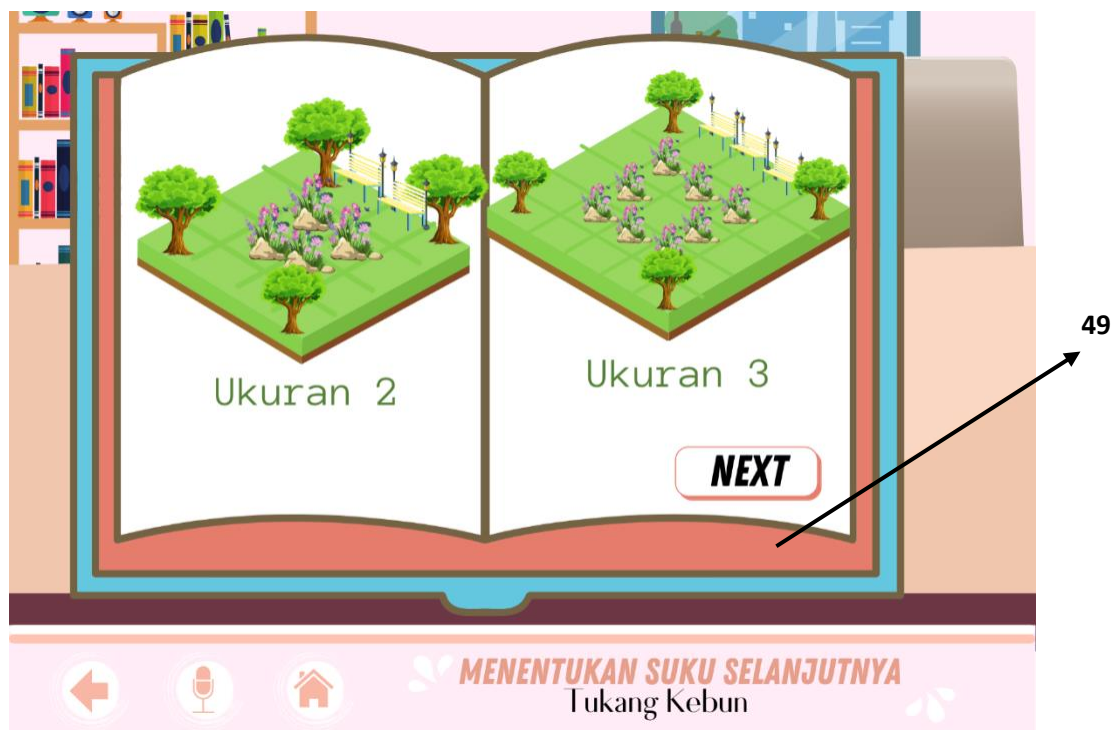 Ukuran 2
Ukuran 3
NEXT
49
MENENTUKAN SUKU SELANJUTNYA
Tukang Kebun